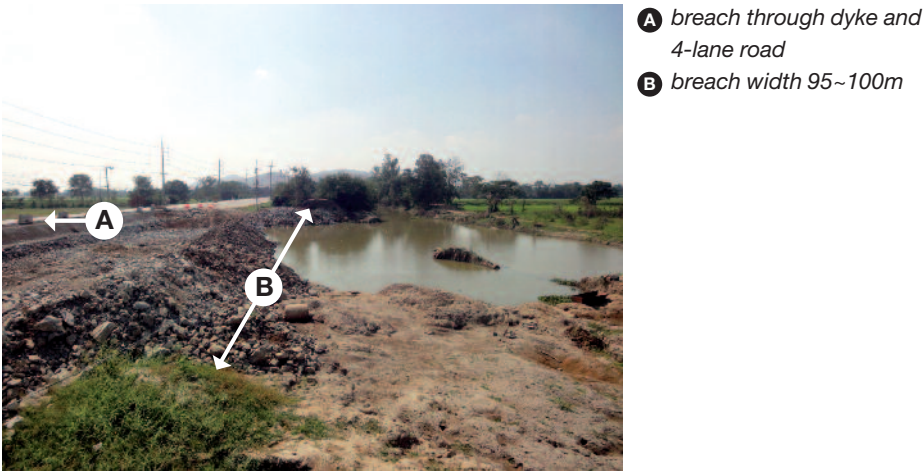 A breach through dyke and
4-lane road
B breach width 95~100m
A
B